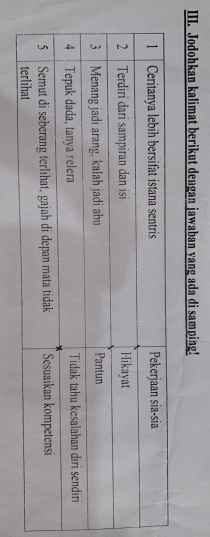 III. Jodohkan kalimat berikut dengan jawaban yang ada di samping!
1 Ceritanya lebih bersifat istana sentris Pekerjaan sia-sia
2 Terdiri dari sampiran dan isi Hikayat
3 Menang jadi arang, kalah jadi abu Pantun
4 Tepuk dada, tanya selera Tidak tahu kesalahan diri sendiri
5 Semut di seberang terlihat, gajah di depan mata tidak Sesuaikan kompetensi
terlihat